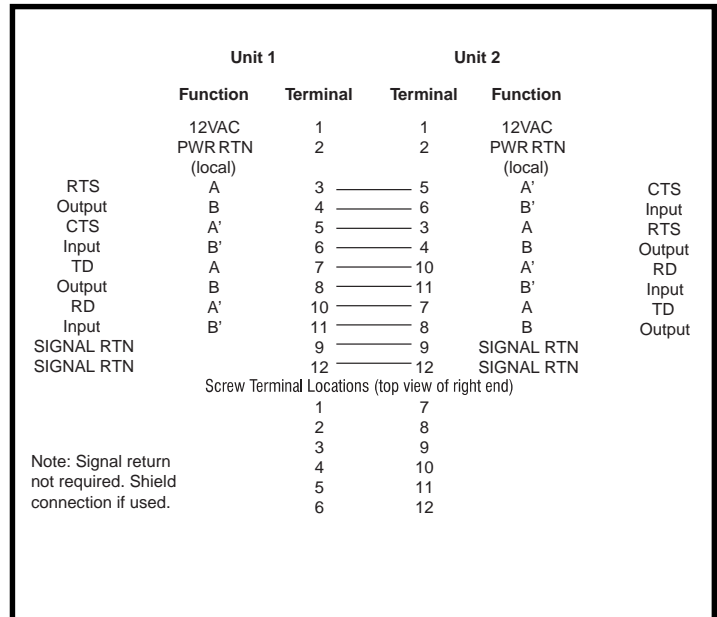 Unit 1 Unit 2
Function Terminal Terminal Function
12VAC 1 1 12VAC
PWR RTN 2 2 PWR RTN
(local) (local)
RTS A 3 5 A' CTS
Output B 4 6 B' Input
CTS A' 5 3 A RTS
Input B' 6 4 B Output
TD A 7 10 A' RD
Output B 8 11 B' Input
RD A' 10 7 A TD
Input B' 11 8 B Output
SIGNAL RTN 9 9 SIGNAL RTN
SIGNAL RTN 12 12 SIGNAL RTN
Screw Terminal Locations (top view of right end)
1 7
2 8
3 9
4 10
5 11
6 12
Note: Signal return
not required. Shield
connection if used.